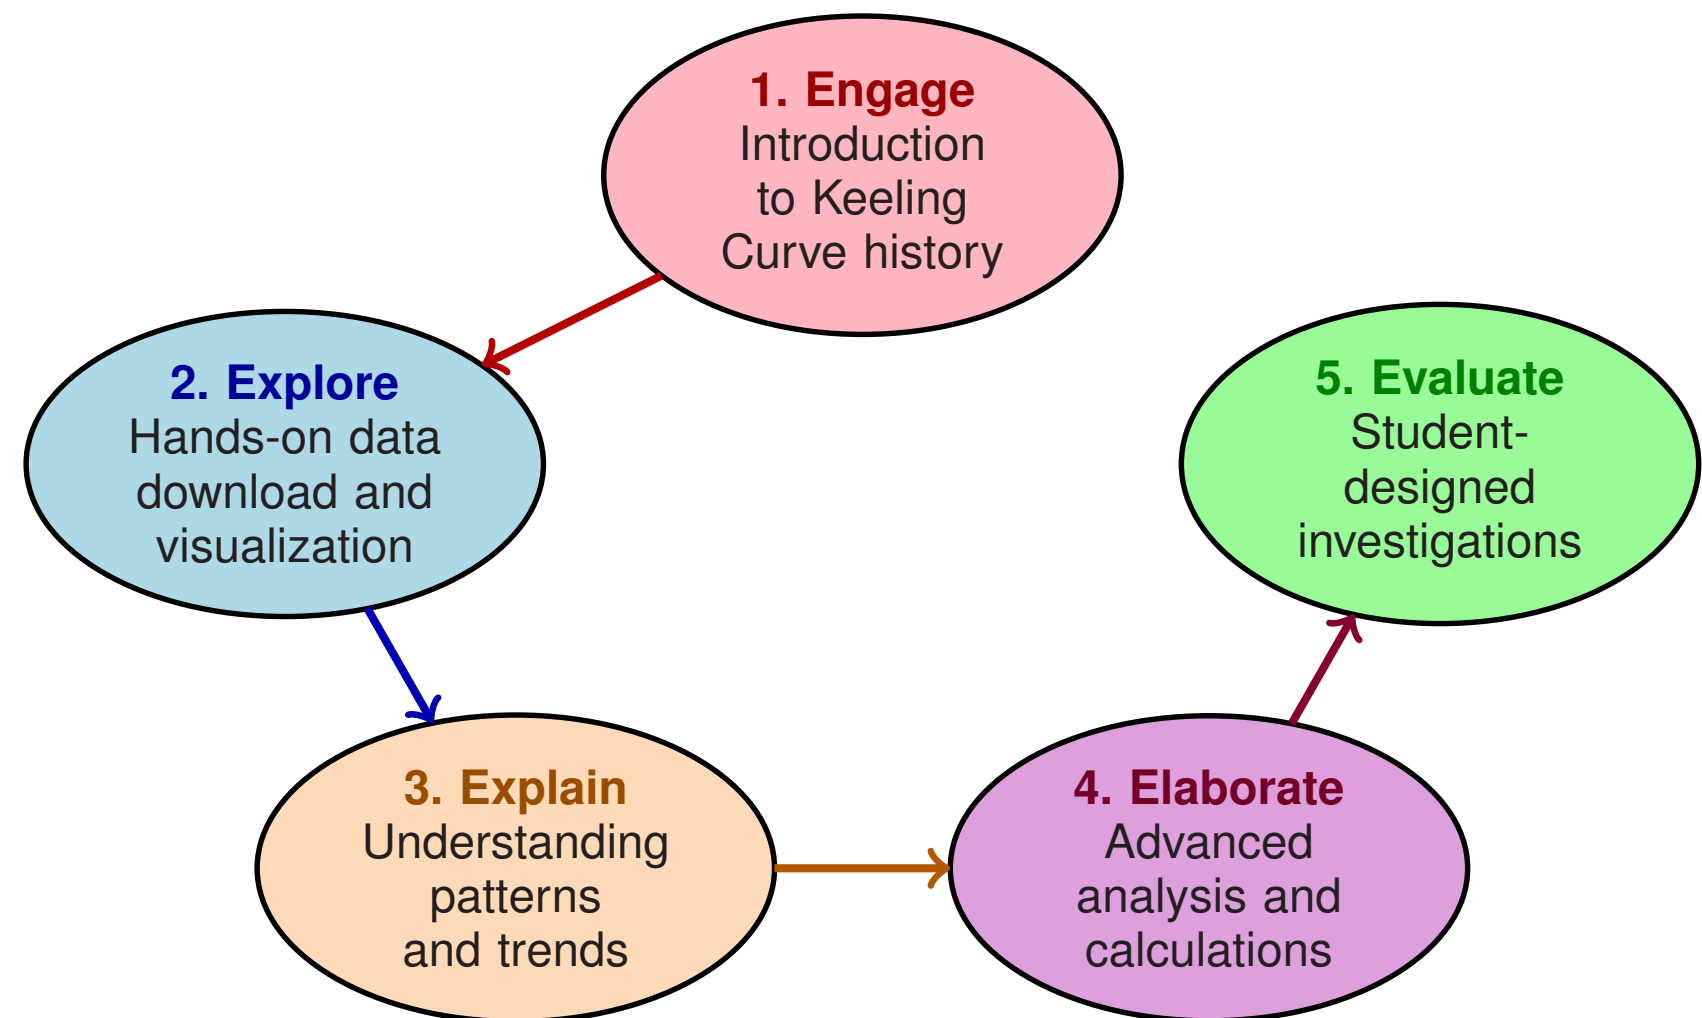 1. Engage
Introduction
to Keeling
Curve history
2. Explore
Hands-on data
download and
visualization
3. Explain
Understanding
patterns
and trends
4. Elaborate
Advanced
analysis and
calculations
5. Evaluate
Student-
designed
investigations